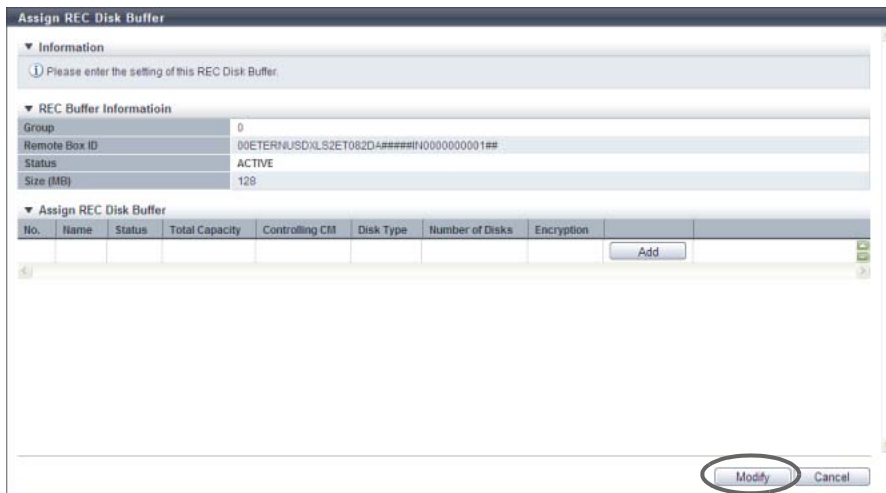 Assign REC Disk Buffer
Information
Please enter the setting of this REC Disk Buffer.
REC Buffer Informatioin
Group 0
Remote Box ID 00ETERNUSDXLS2ET082DA#####IN0000000001##
Status ACTIVE
Size (MB) 128
Assign REC Disk Buffer
No. Name Status Total Capacity Controlling CM Disk Type Number of Disks Encryption
Add
Modify Cancel